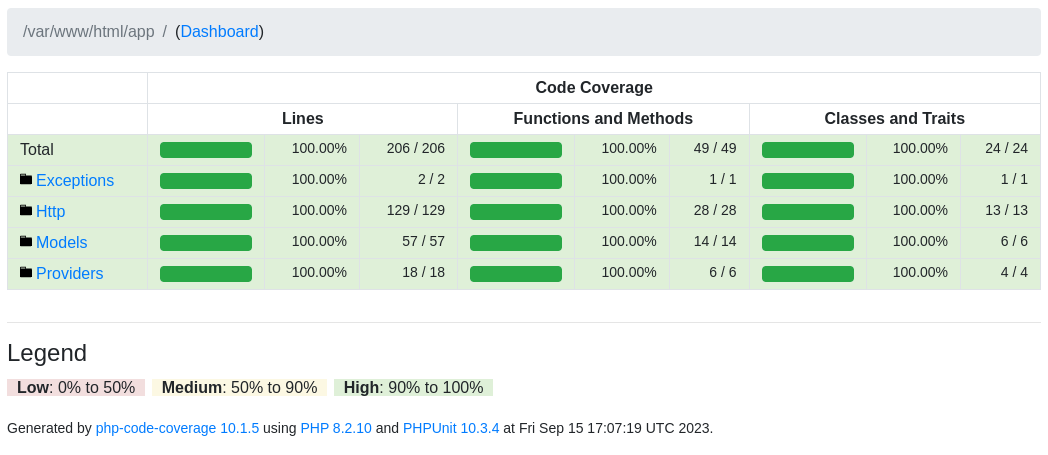 /var/www/html/app / (Dashboard)
Code Coverage
Lines Functions and Methods Classes and Traits
Total 100.00% 206 / 206 100.00% 49 / 49 100.00% 24 / 24
Exceptions 100.00% 2 / 2 100.00% 1 / 1 100.00% 1 / 1
Http 100.00% 129 / 129 100.00% 28 / 28 100.00% 13 / 13
Models 100.00% 57 / 57 100.00% 14 / 14 100.00% 6 / 6
Providers 100.00% 18 / 18 100.00% 6 / 6 100.00% 4 / 4
Legend
Low: 0% to 50% Medium: 50% to 90% High: 90% to 100%
Generated by php-code-coverage 10.1.5 using PHP 8.2.10 and PHPUnit 10.3.4 at Fri Sep 15 17:07:19 UTC 2023.